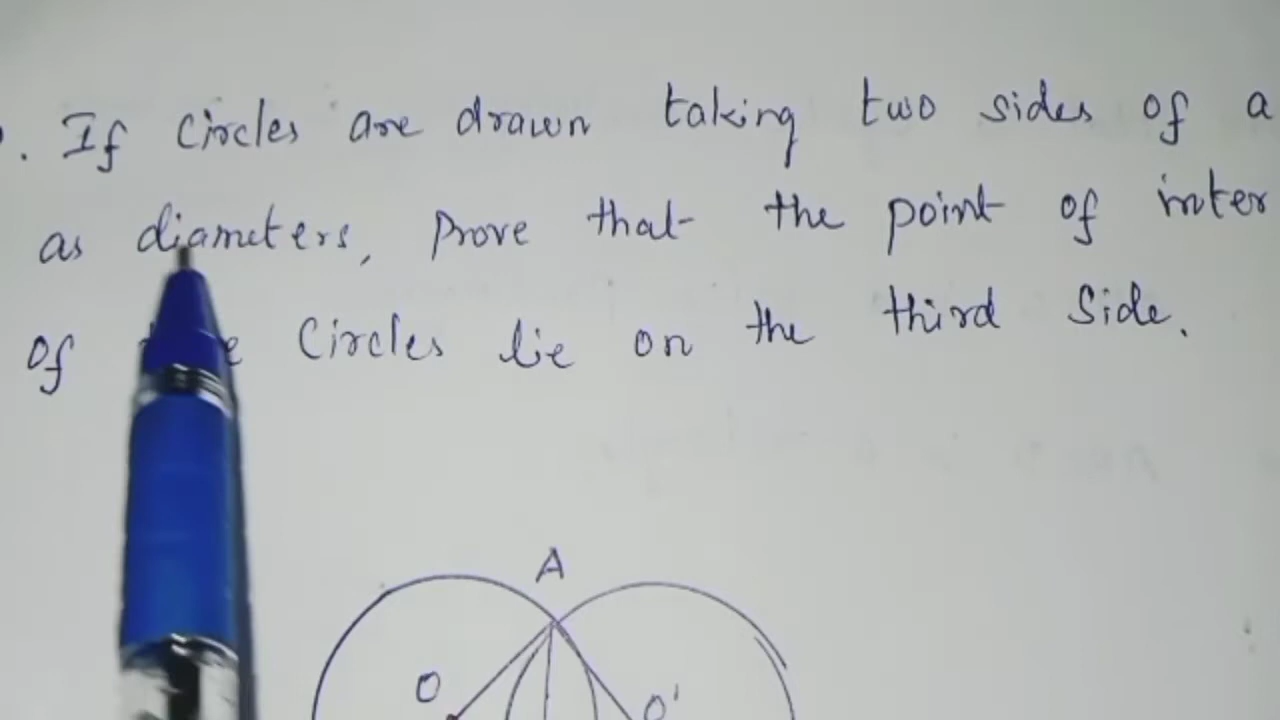 . If Circles are drawn taking two sides of a
as diameters, Prove that the point of inter
of Circles lie on the third Side.
A
O
O'